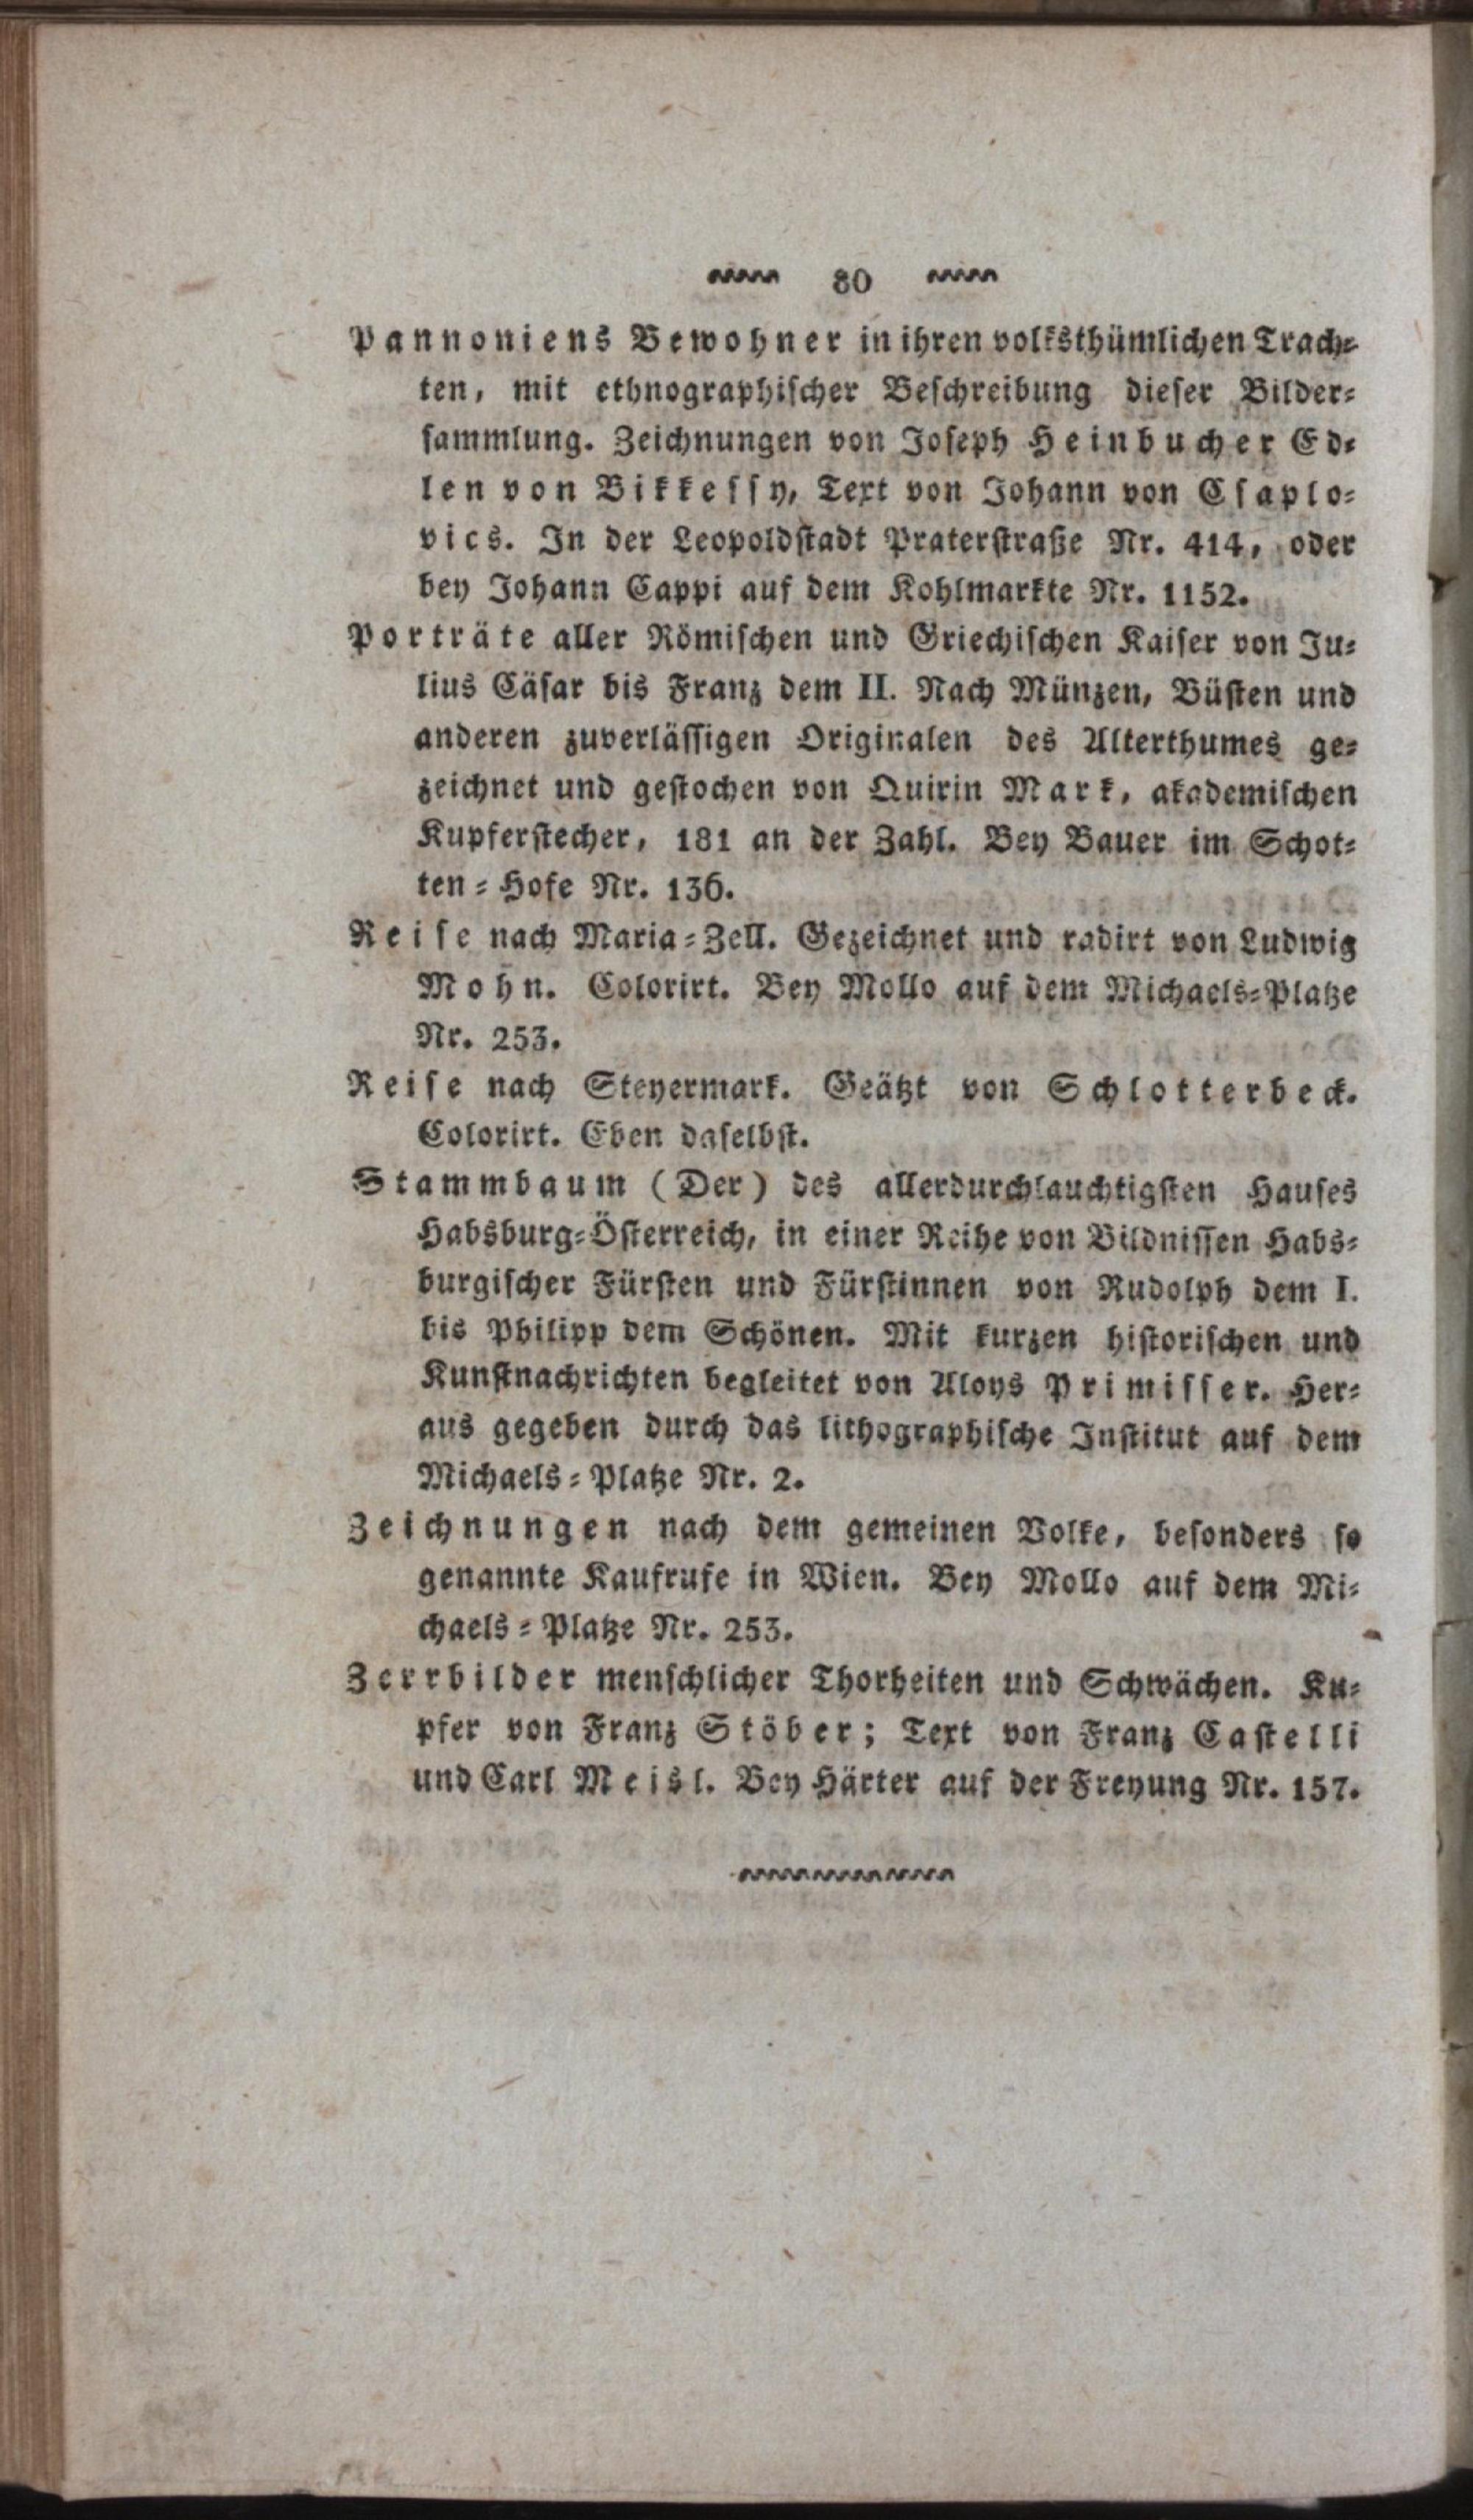 80
Pannoniens Bewohner in ihren volksthümlichen Trach-
ten, mit ethnographischer Beschreibung dieser Bilder-
sammlung. Zeichnungen von Joseph Heinbucher Ed-
len von Bikkessy, Text von Johann von Csaplo-
vics. In der Leopoldstadt Praterstraße Nr. 414, oder
bey Johann Cappi auf dem Kohlmarkte Nr. 1152.
Porträte aller Römischen und Griechischen Kaiser von Ju-
lius Cäsar bis Franz dem II. Nach Münzen, Büsten und
anderen zuverlässigen Originalen des Alterthumes ge-
zeichnet und gestochen von Quirin Mark, akademischen
Kupferstecher, 181 an der Zahl. Bey Bauer im Schot-
ten-Hofe Nr. 136.
Reise nach Maria-Zell. Gezeichnet und radirt von Ludwig
Mohn. Colorirt. Bey Mollo auf dem Michaels-Platze
Nr. 253.
Reise nach Steyermark. Geätzt von Schlotterbeck.
Colorirt. Eben daselbst.
Stammbaum (Der) des allerdurchlauchtigsten Hauses
Habsburg-Österreich, in einer Reihe von Bildnissen Habs-
burgischer Fürsten und Fürstinnen von Rudolph dem I.
bis Philipp dem Schönen. Mit kurzen historischen und
Kunstnachrichten begleitet von Aloys Primisser. Her-
aus gegeben durch das lithographische Institut auf dem
Michaels-Platze Nr. 2.
Zeichnungen nach dem gemeinen Volke, besonders so
genannte Kaufrufe in Wien. Bey Mollo auf dem Mi-
chaels-Platze Nr. 253.
Zerrbilder menschlicher Thorheiten und Schwächen. Ku-
pfer von Franz Stöber; Text von Franz Castelli
und Carl Meisl. Bey Härter auf der Freyung Nr. 157.